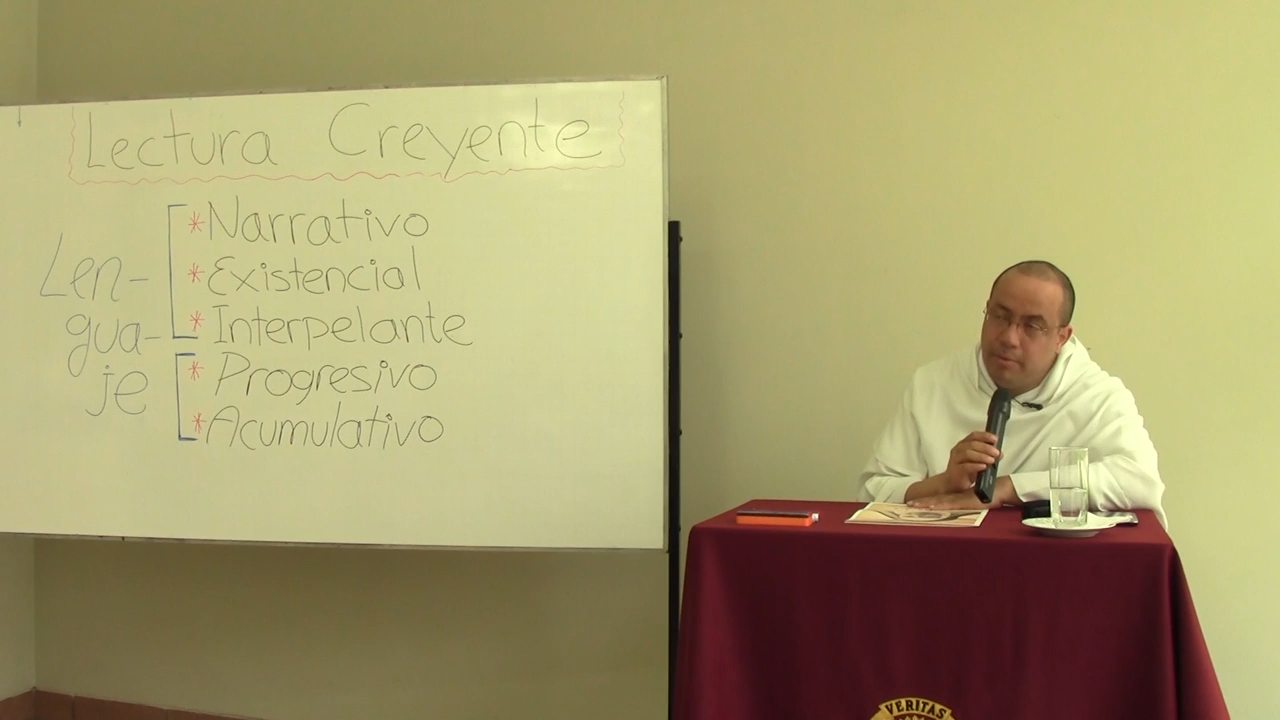 Lectura Creyente
Len-
gua-
je
* Narrativo
* Existencial
* Interpelante
* Progresivo
* Acumulativo
VERITAS